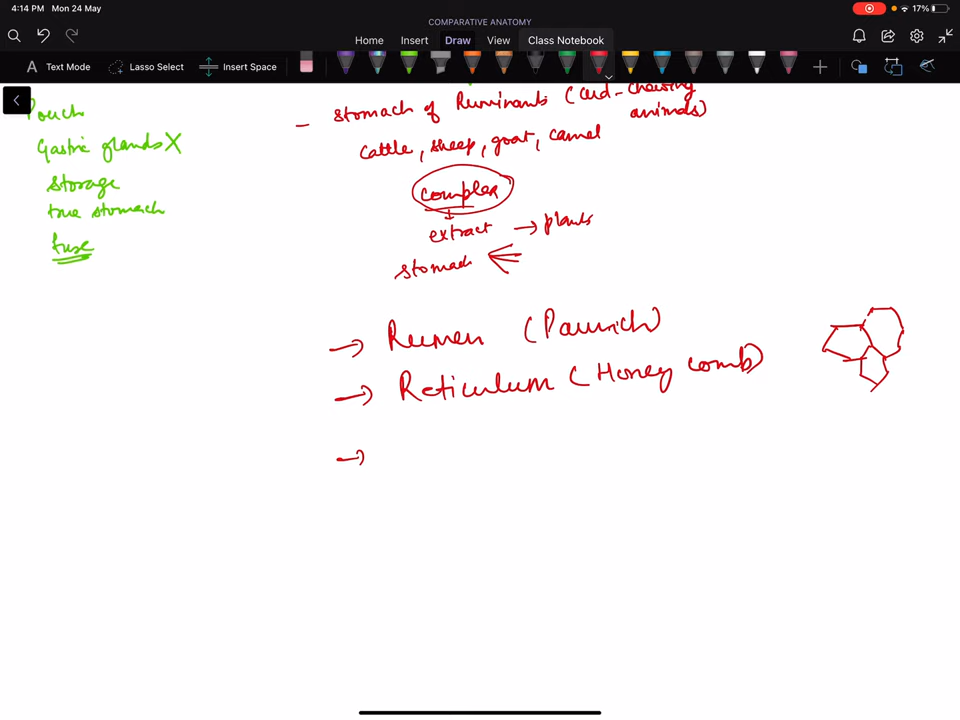 4:14 PM Mon 24 May
17%
COMPARATIVE ANATOMY
Home Insert Draw View Class Notebook
Text Mode Lasso Select Insert Space
Pouch
Gastric glands X
Storage
true stomach
fuse
- stomach of Ruminants (Cud-chewing animals)
cattle, sheep, goat, camel
complex
extract → plants
stomach
→ Rumen (Paunch)
→ Reticulum (Honey comb)
→